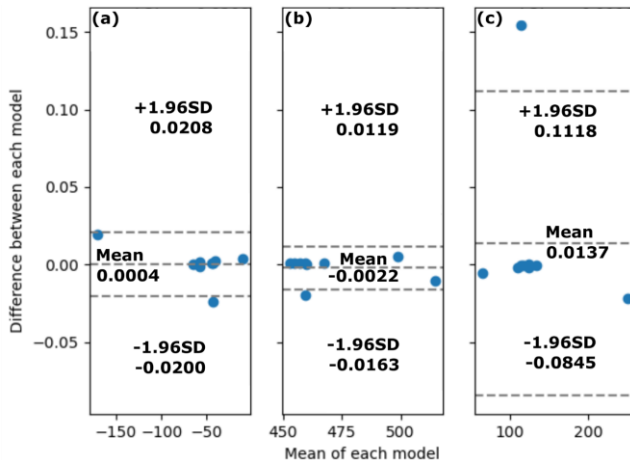 (a)
(b)
(c)
0.15
0.10
0.05
0.00
−0.05
Difference between each model
+1.96SD
0.0208
Mean
0.0004
-1.96SD
-0.0200
+1.96SD
0.0119
Mean
-0.0022
-1.96SD
-0.0163
+1.96SD
0.1118
Mean
0.0137
-1.96SD
-0.0845
−150 −100 −50
450 475 500
100 200
Mean of each model